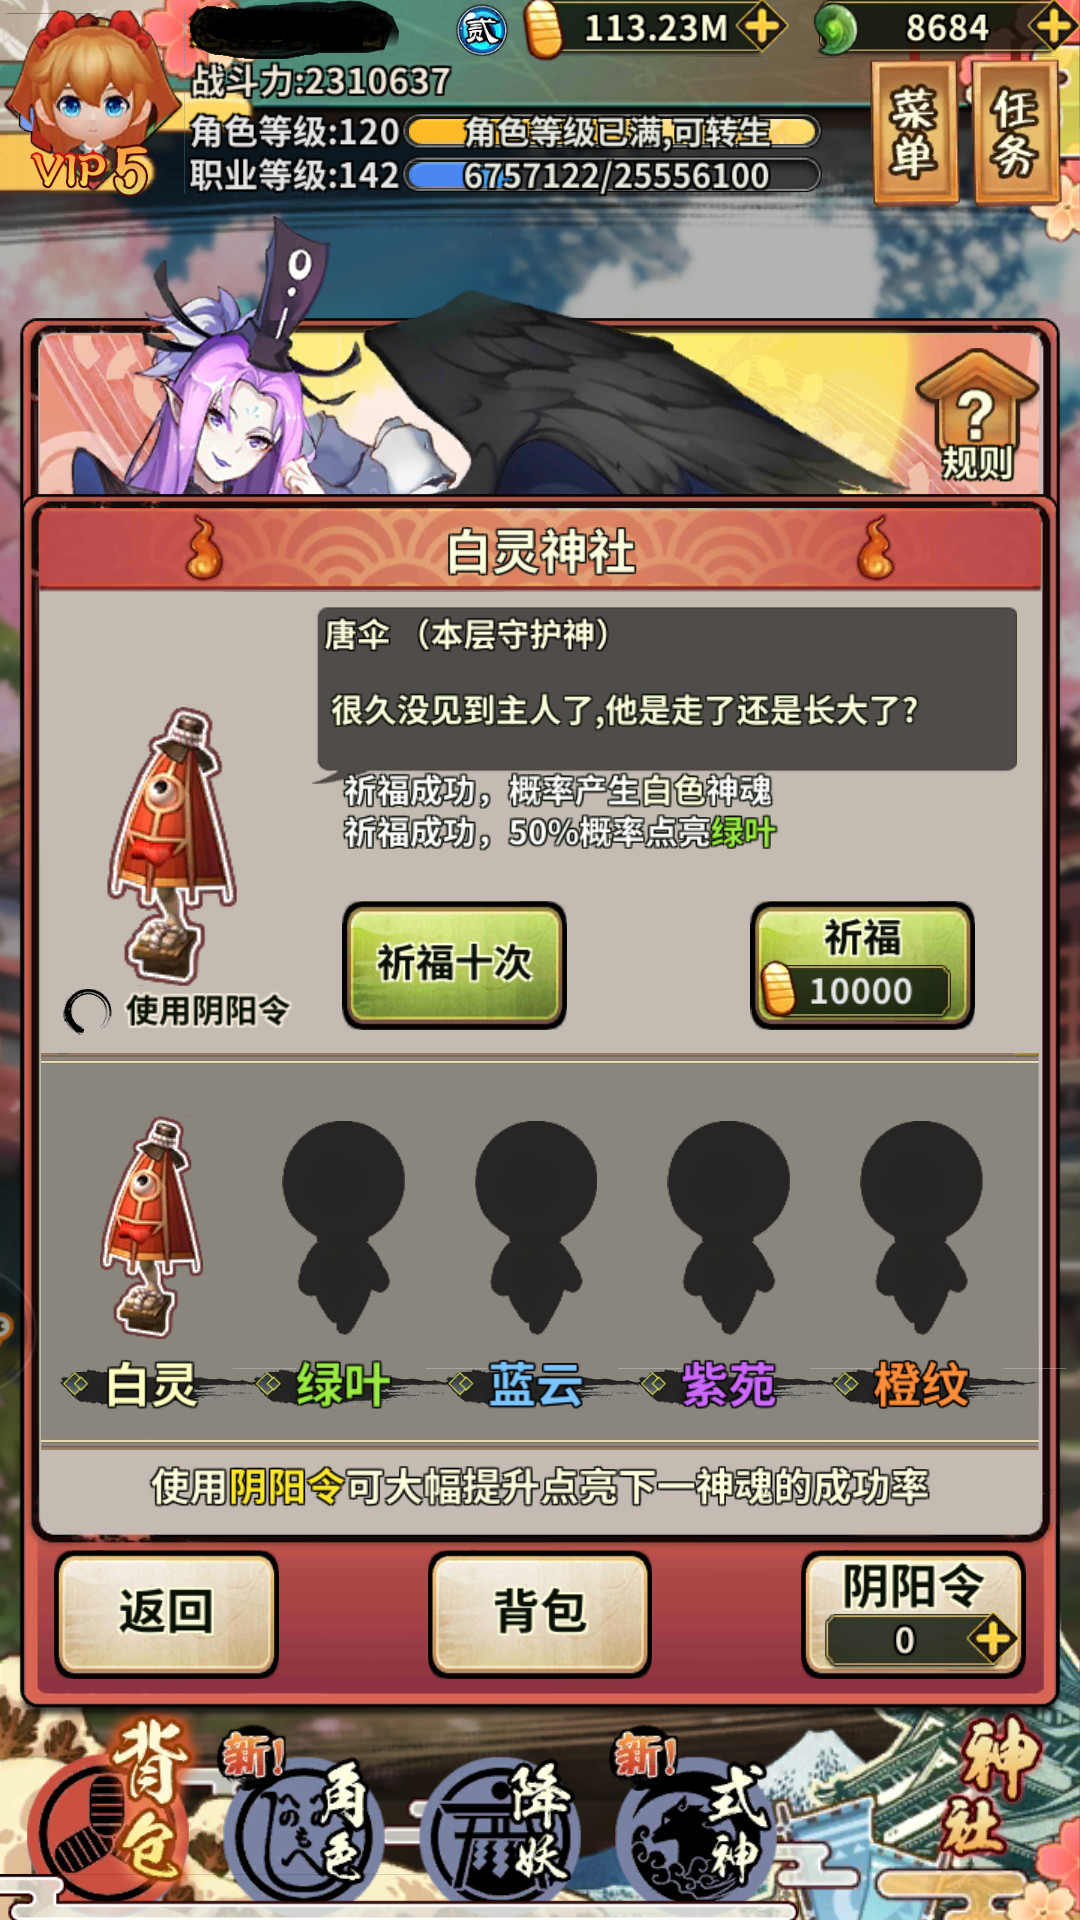 贰
113.23M
8684
战斗力:2310637
角色等级:120
角色等级已满,可转生
职业等级:142
6757122/25556100
VIP 5
菜单
任务
?
规则
白灵神社
唐伞 （本层守护神）
很久没见到主人了,他是走了还是长大了?
祈福成功，概率产生白色神魂
祈福成功，50%概率点亮绿叶
祈福十次
祈福
10000
使用阴阳令
白灵
绿叶
蓝云
紫苑
橙纹
使用阴阳令可大幅提升点亮下一神魂的成功率
返回
背包
阴阳令
0
背包
新!
角色
降妖
新!
式神
神社